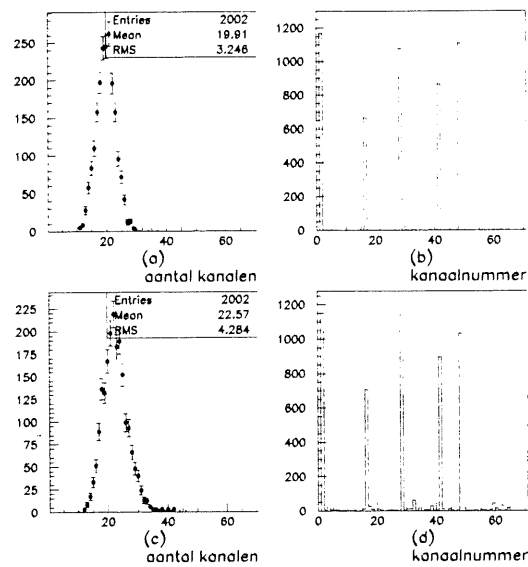 Entries 2002
Mean 19.91
RMS 3.246
250
200
150
100
50
0
0 20 40 60
(a)
aantal kanalen
1200
1000
800
600
400
200
0
0 20 40 60
(b)
kanaalnummer
Entries 2002
Mean 22.57
RMS 4.284
225
200
175
150
125
100
75
50
25
0
0 20 40 60
(c)
aantal kanalen
1200
1000
800
600
400
200
0
0 20 40 60
(d)
kanaalnummer